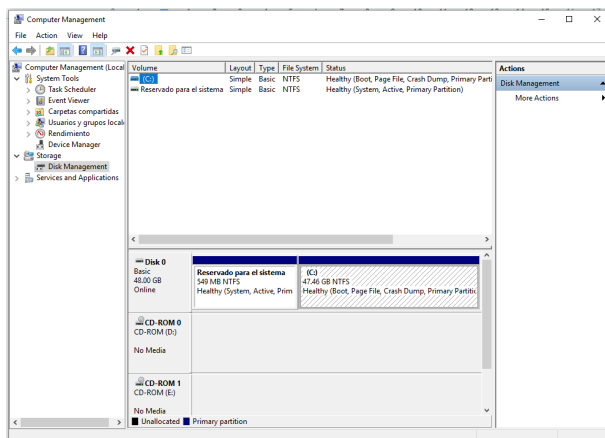 Computer Management
File Action View Help
Computer Management (Local
System Tools
Task Scheduler
Event Viewer
Carpetas compartidas
Usuarios y grupos locale
Rendimiento
Device Manager
Storage
Disk Management
Services and Applications
Volume Layout Type File System Status
(C:) Simple Basic NTFS Healthy (Boot, Page File, Crash Dump, Primary Parti
Reservado para el sistema Simple Basic NTFS Healthy (System, Active, Primary Partition)
Disk 0
Basic
48.00 GB
Online
Reservado para el sistema
549 MB NTFS
Healthy (System, Active, Prim
(C:)
47.46 GB NTFS
Healthy (Boot, Page File, Crash Dump, Primary Partitic
CD-ROM 0
CD-ROM (D:)
No Media
CD-ROM 1
CD-ROM (E:)
No Media
Unallocated Primary partition
Actions
Disk Management
More Actions